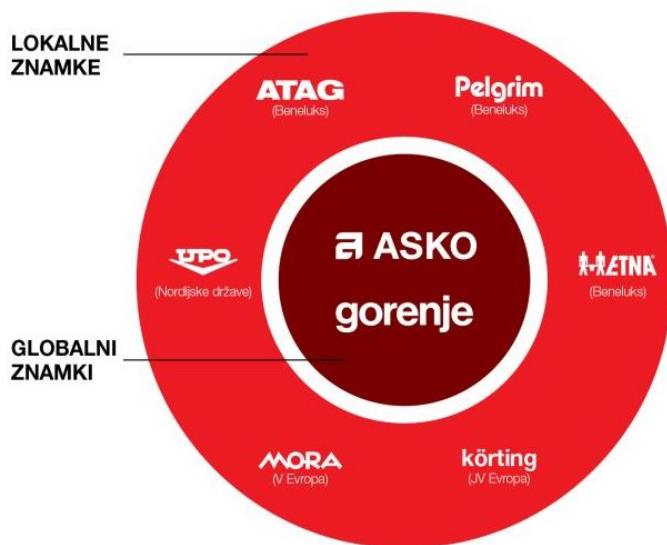 LOKALNE
ZNAMKE
ATAG
(Beneluks)
Pelgrim
(Beneluks)
UPO
(Nordijske države)
a ASKO
gorenje
ETNA
(Beneluks)
GLOBALNI
ZNAMKI
MORA
(V Evropa)
körting
(JV Evropa)